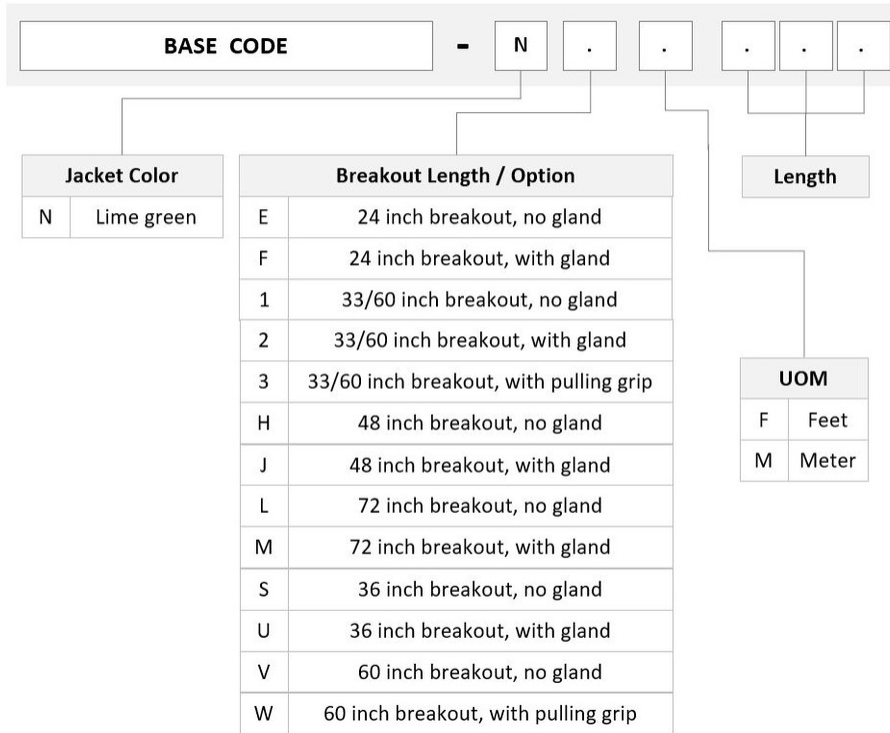 BASE CODE - N . . . . .
Jacket Color
N Lime green
Breakout Length / Option
E 24 inch breakout, no gland
F 24 inch breakout, with gland
1 33/60 inch breakout, no gland
2 33/60 inch breakout, with gland
3 33/60 inch breakout, with pulling grip
H 48 inch breakout, no gland
J 48 inch breakout, with gland
L 72 inch breakout, no gland
M 72 inch breakout, with gland
S 36 inch breakout, no gland
U 36 inch breakout, with gland
V 60 inch breakout, no gland
W 60 inch breakout, with pulling grip
Length
UOM
F Feet
M Meter